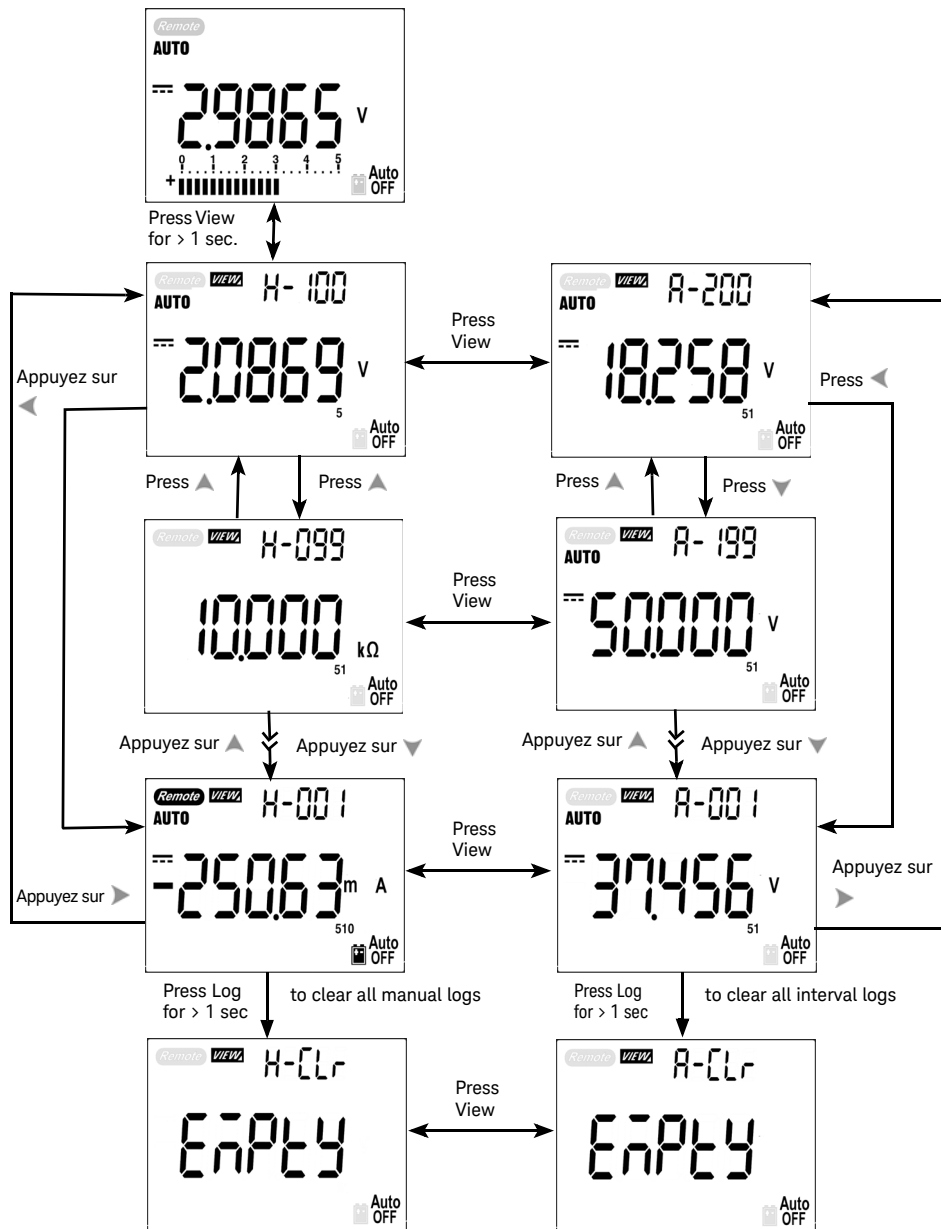 Remote
AUTO
2.9865 V
0 1 2 3 4 5
+
Auto
OFF
Press View
for > 1 sec.
Remote VIEW H-100
AUTO
2.0869 V
5
Auto
OFF
Press
View
Remote VIEW A-200
AUTO
18.258 V
51
Auto
OFF
Appuyez sur
Press
Press
Press
Press
Press
Remote VIEW H-099
10.000 kΩ
51
Auto
OFF
Press
View
Remote VIEW A-199
AUTO
50.000 V
51
Auto
OFF
Appuyez sur
Appuyez sur
Appuyez sur
Appuyez sur
Remote VIEW H-001
AUTO
-250.63 m A
510
Auto
OFF
Press
View
Remote VIEW A-001
AUTO
37.456 V
51
Auto
OFF
Appuyez sur
Appuyez sur
Press Log
for > 1 sec
to clear all manual logs
Press Log
for > 1 sec
to clear all interval logs
Remote VIEW H-CLr
EmPtY
Auto
OFF
Press
View
Remote VIEW A-CLr
EmPtY
Auto
OFF